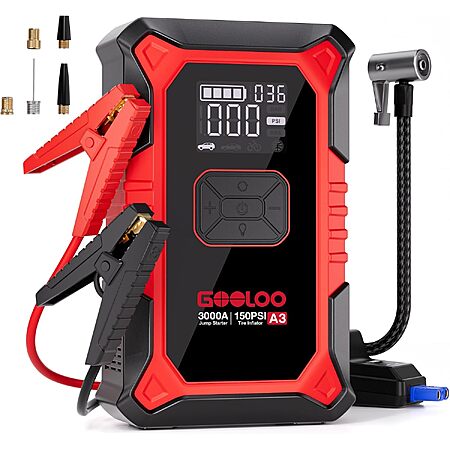 036
PSI
000
GOOLOO
3000A 150PSI A3
Jump Starter Tire Inflator